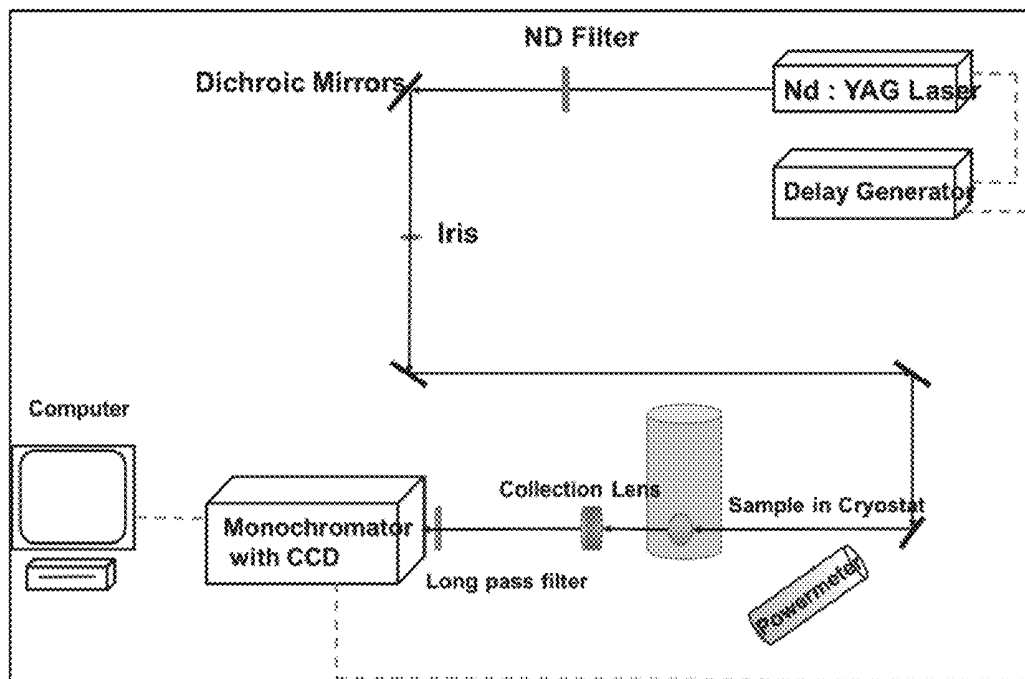 ND Filter
Dichroic Mirrors
Nd : YAG Laser
Delay Generator
Iris
Computer
Collection Lens
Sample in Cryostat
Monochromator
with CCD
Long pass filter
Powermeter